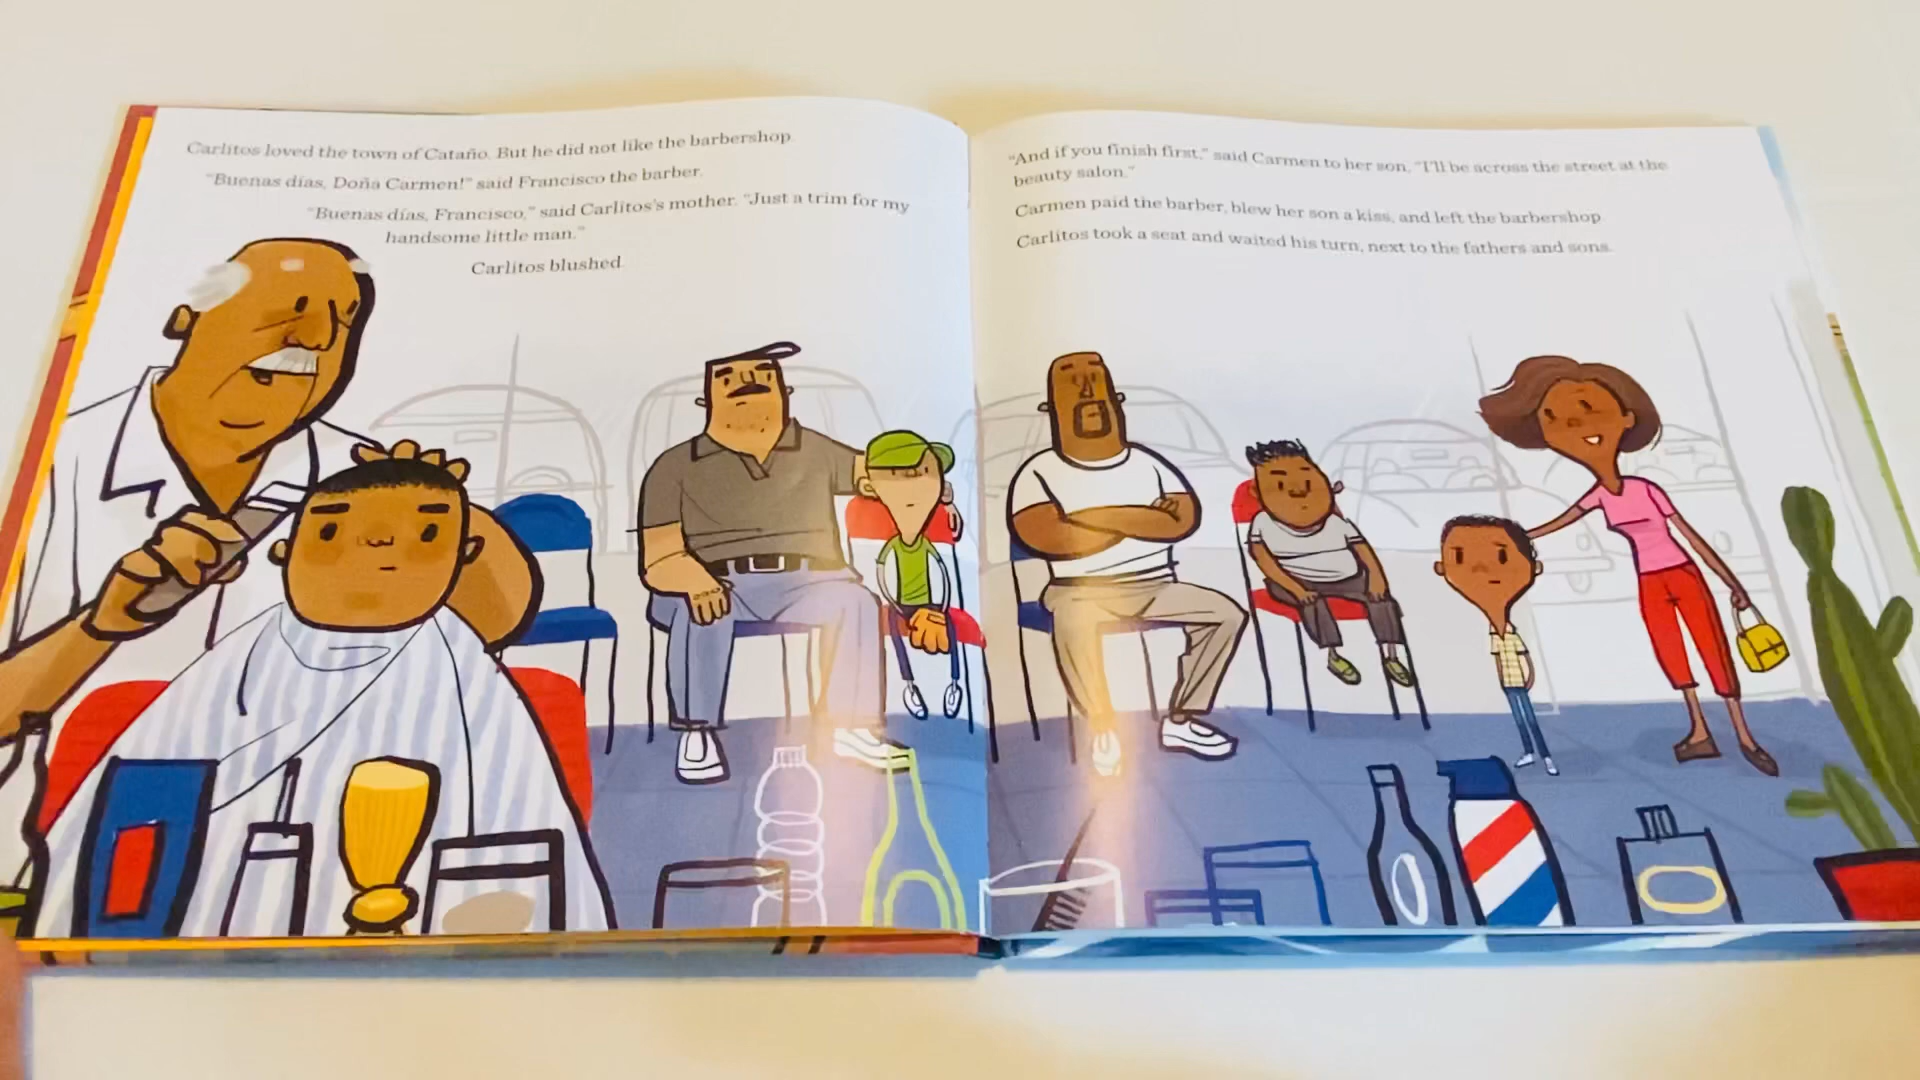 Carlitos loved the town of Cataño. But he did not like the barbershop.
"Buenas días, Doña Carmen!" said Francisco the barber.
"Buenas días, Francisco," said Carlitos's mother. "Just a trim for my
handsome little man."
Carlitos blushed.
"And if you finish first," said Carmen to her son, "I'll be across the street at the
beauty salon."
Carmen paid the barber, blew her son a kiss, and left the barbershop.
Carlitos took a seat and waited his turn, next to the fathers and sons.